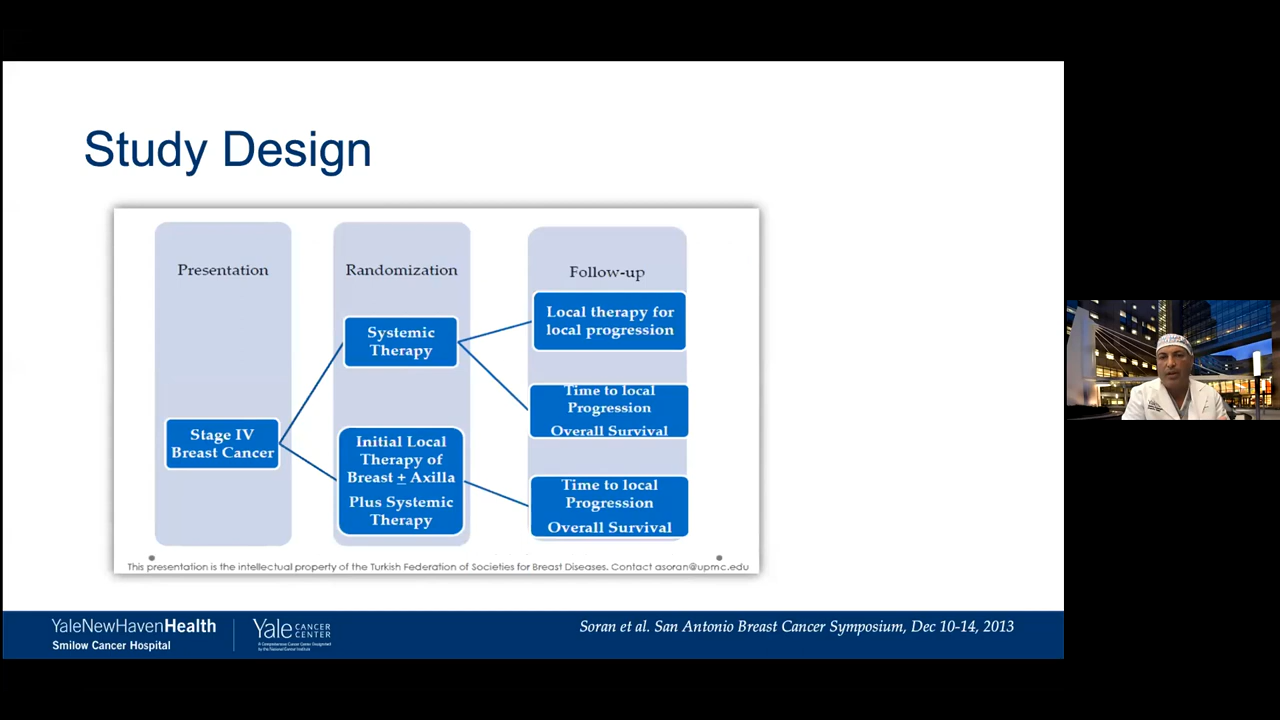 Study Design
Presentation
Randomization
Follow-up
Stage IV
Breast Cancer
Systemic
Therapy
Initial Local
Therapy of
Breast + Axilla
Plus Systemic
Therapy
Local therapy for
local progression
Time to local
Progression
Overall Survival
Time to local
Progression
Overall Survival
This presentation is the intellectual property of the Turkish Federation of Societies for Breast Diseases. Contact asoran@upmc.edu
YaleNewHavenHealth
Smilow Cancer Hospital
Yale CANCER
CENTER
Soran et al. San Antonio Breast Cancer Symposium, Dec 10-14, 2013